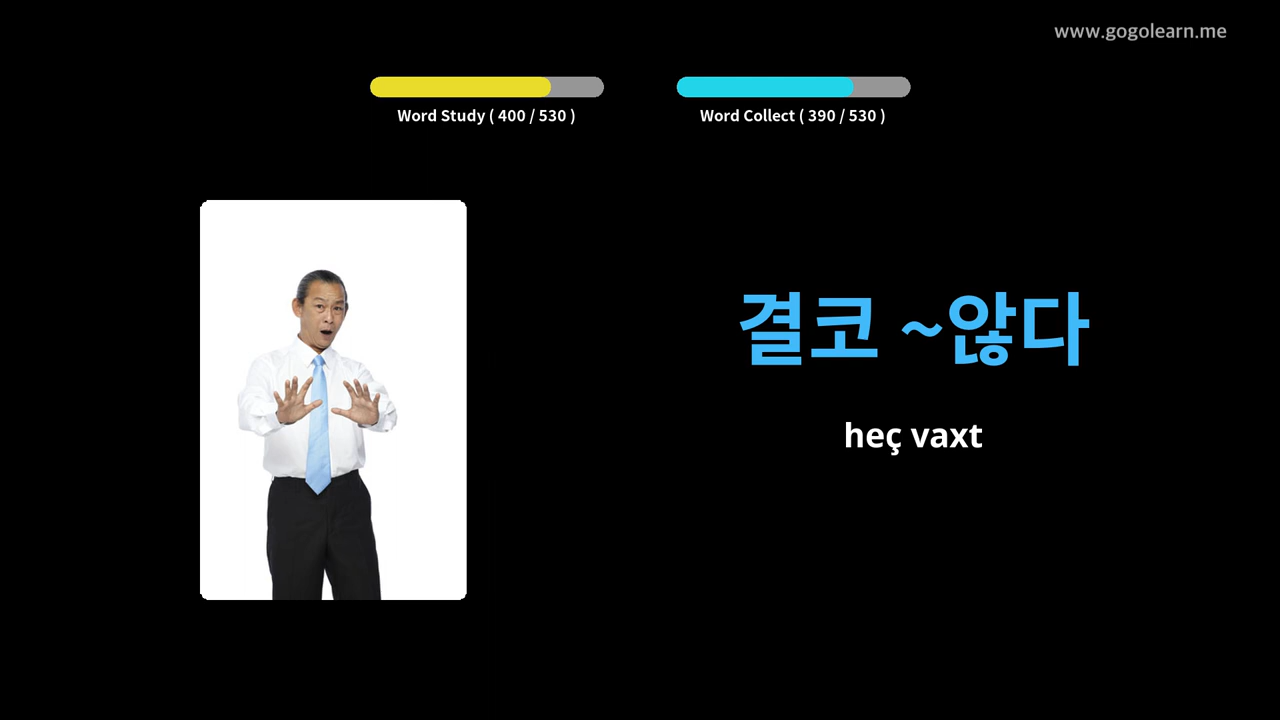 www.gogolearn.me
Word Study ( 400 / 530 )
Word Collect ( 390 / 530 )
결코 ~않다
heç vaxt